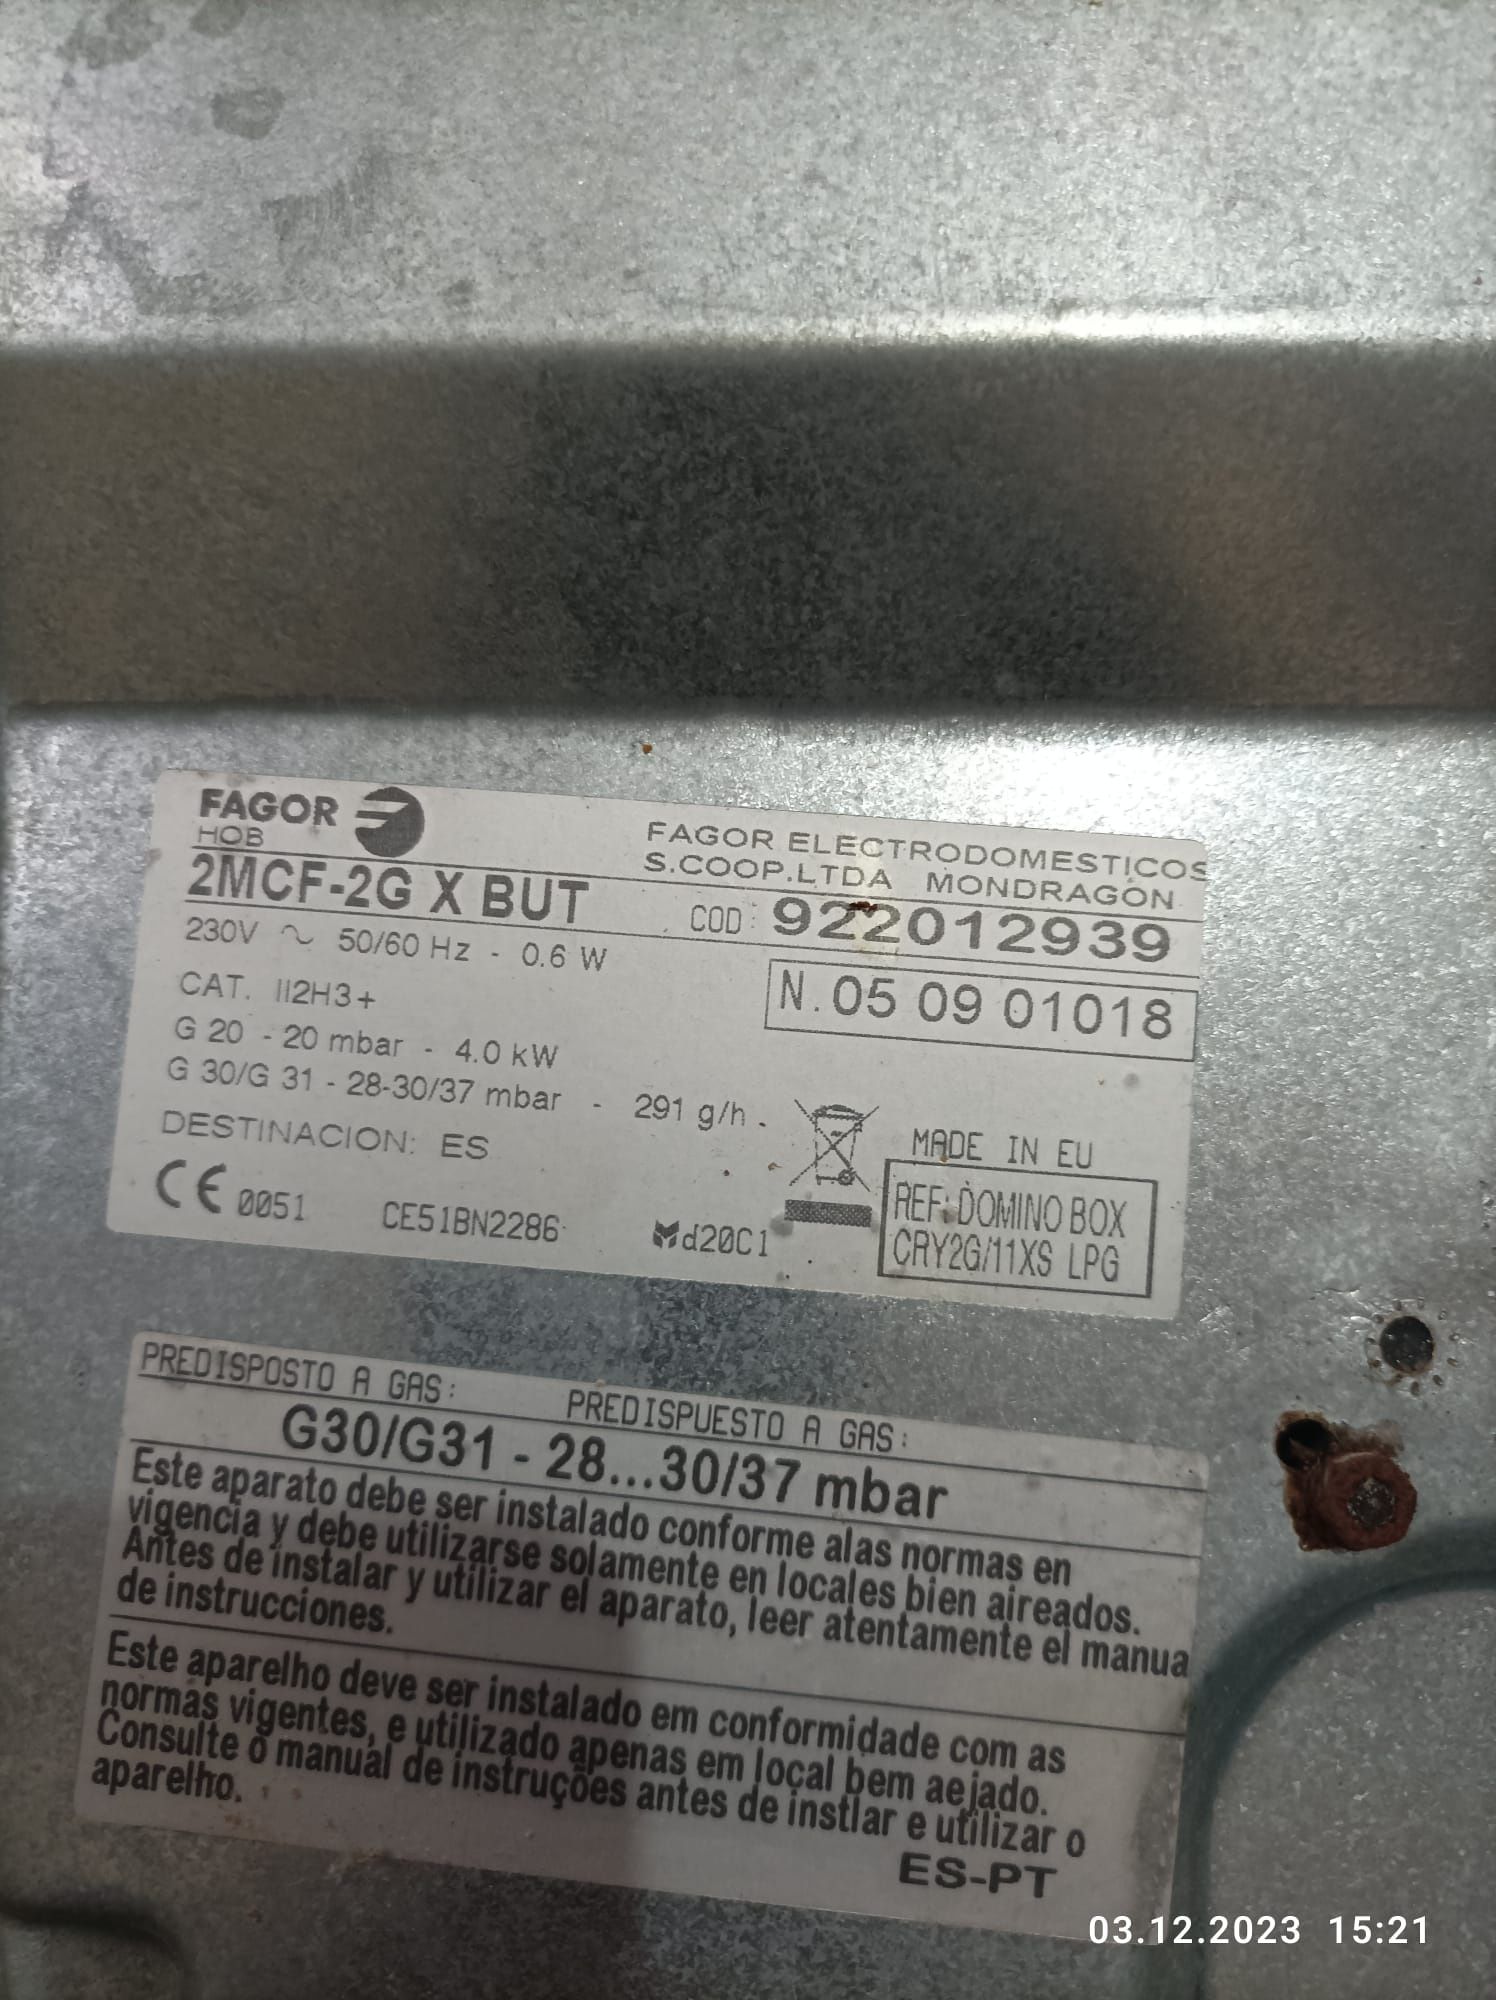 FAGOR
HOB
FAGOR ELECTRODOMESTICOS
S.COOP.LTDA MONDRAGON
2MCF-2G X BUT
COD: 922012939
230V ~ 50/60 Hz - 0.6 W
N. 05 09 01018
CAT. II2H3+
G 20 - 20 mbar - 4.0 kW
G 30/G 31 - 28-30/37 mbar - 291 g/h.
DESTINACION: ES
MADE IN EU
CE 0051 CE51BN2286 Md20C1
REF: DOMINO BOX
CRY2G/11XS LPG
PREDISPOSTO A GAS: PREDISPUESTO A GAS:
G30/G31 - 28...30/37 mbar
Este aparato debe ser instalado conforme alas normas en
vigencia y debe utilizarse solamente en locales bien aireados.
Antes de instalar y utilizar el aparato, leer atentamente el manua
de instrucciones.
Este aparelho deve ser instalado em conformidade com as
normas vigentes, e utilizado apenas em local bem aejado.
Consulte o manual de instruções antes de instlar e utilizar o
aparelho.
ES-PT
03.12.2023 15:21